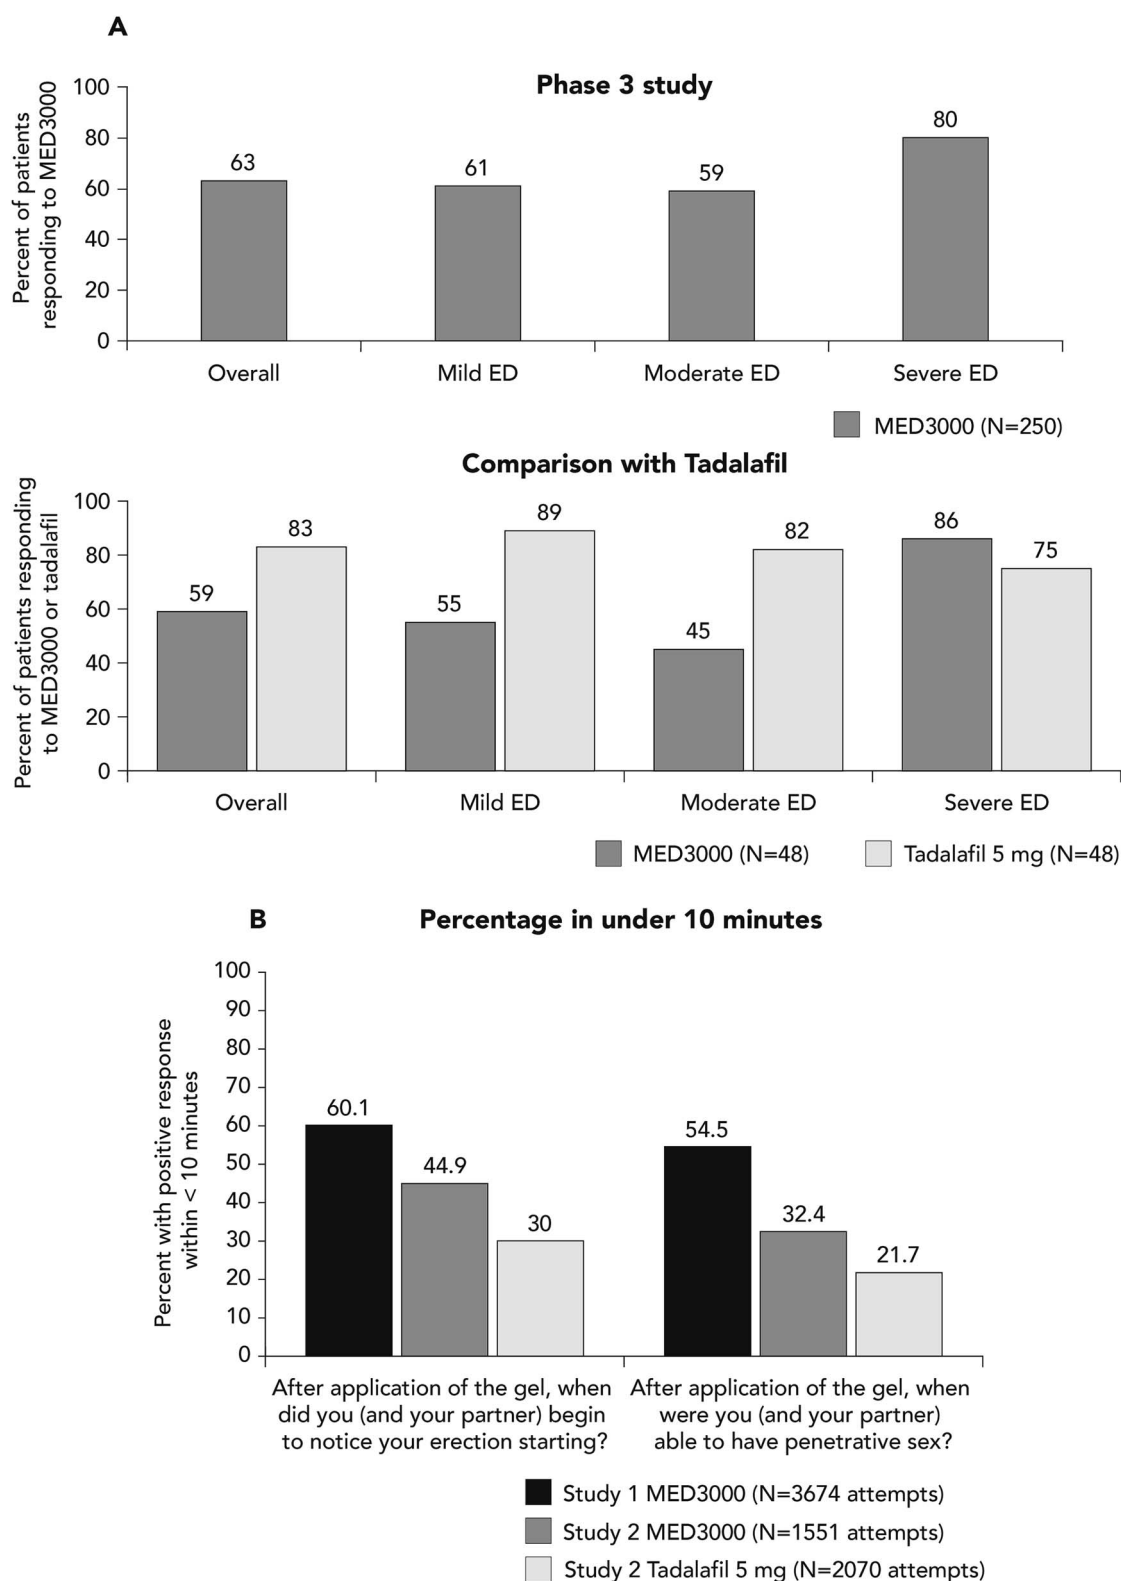 A
Phase 3 study
Percent of patients
responding to MED3000
100
80
60
40
20
0
63
61
59
80
Overall
Mild ED
Moderate ED
Severe ED
MED3000 (N=250)
Comparison with Tadalafil
Percent of patients responding
to MED3000 or tadalafil
100
80
60
40
20
0
59
83
55
89
45
82
86
75
Overall
Mild ED
Moderate ED
Severe ED
MED3000 (N=48)
Tadalafil 5 mg (N=48)
B
Percentage in under 10 minutes
Percent with positive response
within < 10 minutes
100
90
80
70
60
50
40
30
20
10
0
60.1
44.9
30
54.5
32.4
21.7
After application of the gel, when
did you (and your partner) begin
to notice your erection starting?
After application of the gel, when
were you (and your partner)
able to have penetrative sex?
Study 1 MED3000 (N=3674 attempts)
Study 2 MED3000 (N=1551 attempts)
Study 2 Tadalafil 5 mg (N=2070 attempts)